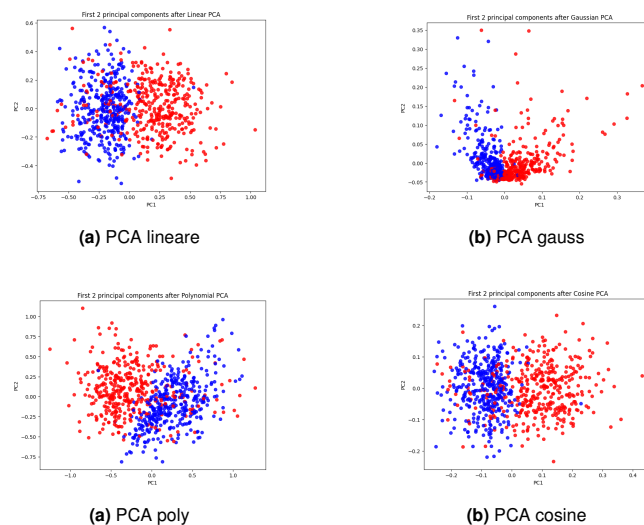 First 2 principal components after Linear PCA
0.6
0.4
0.2
0.0
−0.2
−0.4
PC2
−0.75 −0.50 −0.25 0.00 0.25 0.50 0.75 1.00
PC1
(a) PCA lineare
First 2 principal components after Gaussian PCA
0.35
0.30
0.25
0.20
0.15
0.10
0.05
0.00
−0.05
PC2
−0.2 −0.1 0.0 0.1 0.2 0.3
PC1
(b) PCA gauss
First 2 principal components after Polynomial PCA
1.00
0.75
0.50
0.25
0.00
−0.25
−0.50
−0.75
PC2
−1.0 −0.5 0.0 0.5 1.0
PC1
(a) PCA poly
First 2 principal components after Cosine PCA
0.2
0.1
0.0
−0.1
−0.2
PC2
−0.2 −0.1 0.0 0.1 0.2 0.3 0.4
PC1
(b) PCA cosine